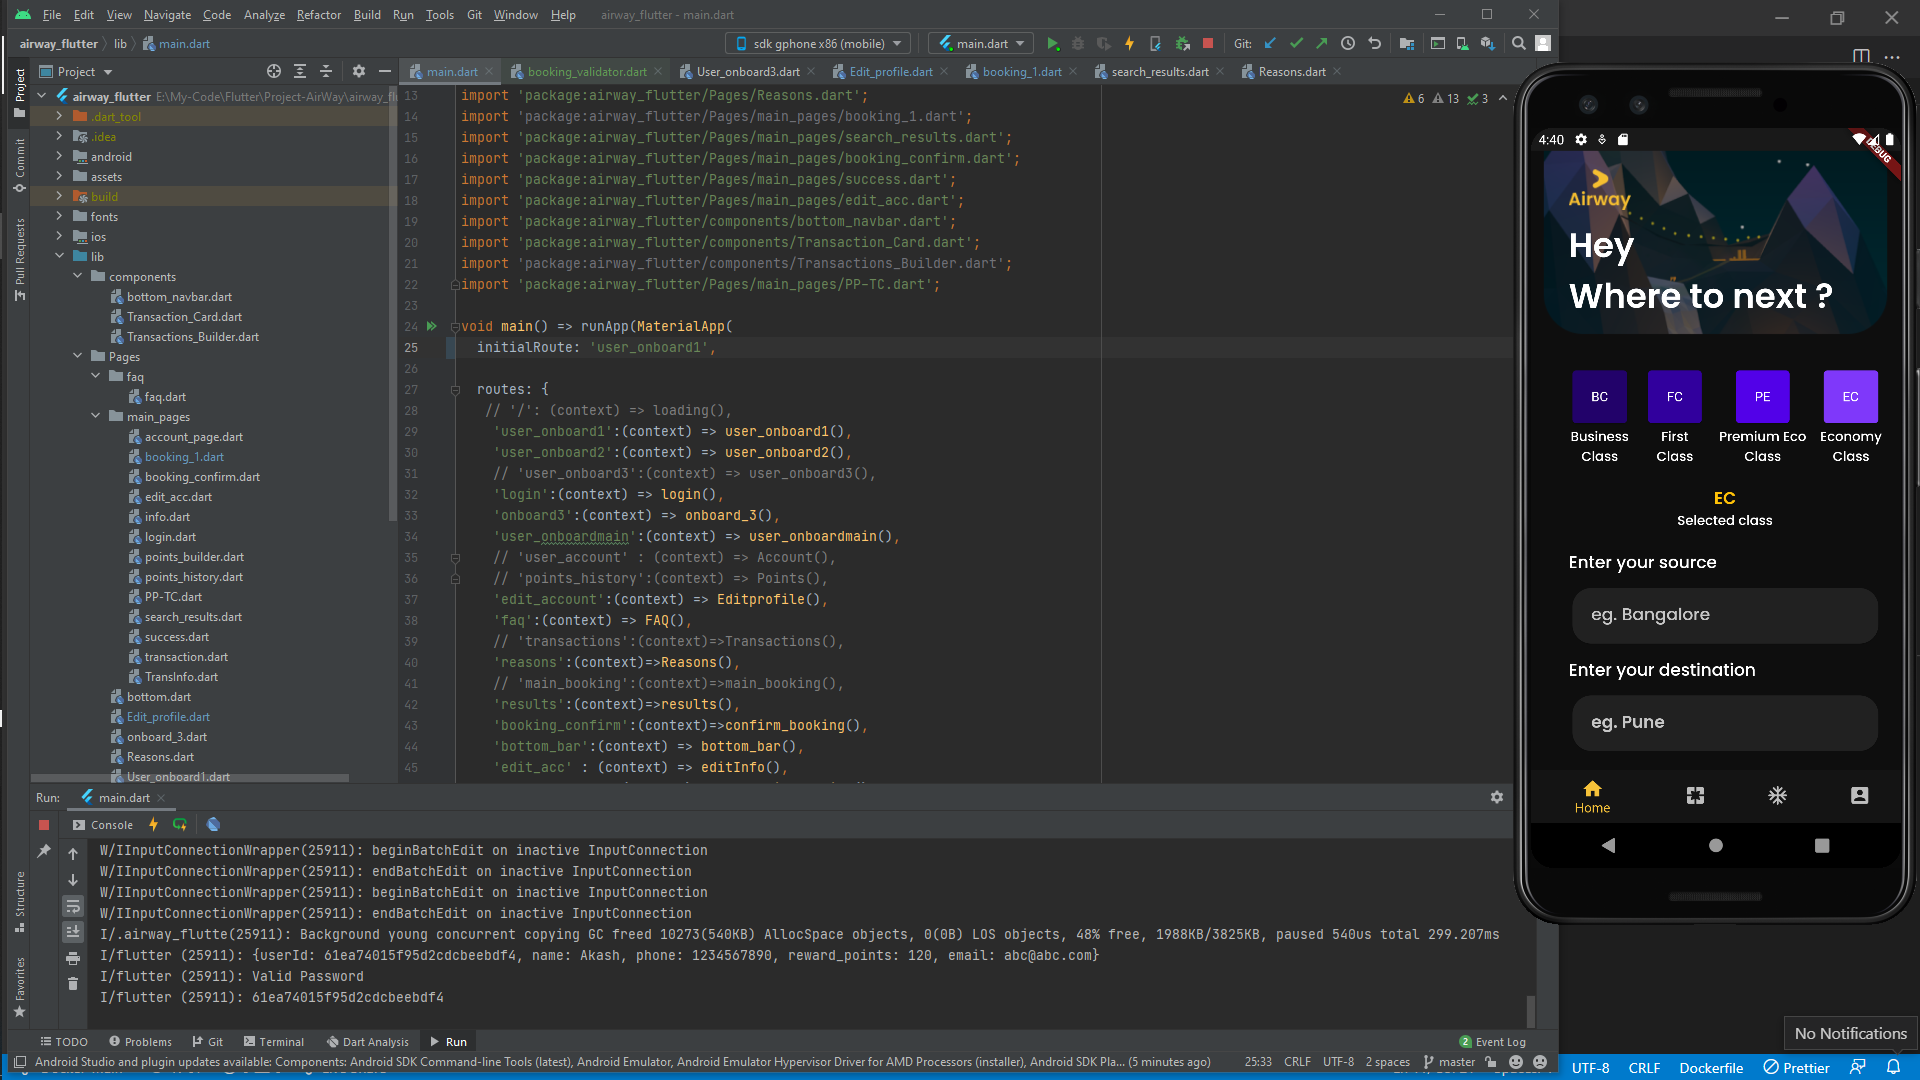 File Edit View Navigate Code Analyze Refactor Build Run Tools Git Window Help airway_flutter - main.dart
airway_flutter lib main.dart
sdk gphone x86 (mobile) main.dart Git:
Project
main.dart booking_validator.dart User_onboard3.dart Edit_profile.dart booking_1.dart search_results.dart Reasons.dart
Project
Commit
Pull Requests
Structure
Favorites
airway_flutter E:\My-Code\Flutter\Project-AirWay\airway_fl
.dart_tool
.idea
android
assets
build
fonts
ios
lib
components
bottom_navbar.dart
Transaction_Card.dart
Transactions_Builder.dart
Pages
faq
faq.dart
main_pages
account_page.dart
booking_1.dart
booking_confirm.dart
edit_acc.dart
info.dart
login.dart
points_builder.dart
points_history.dart
PP-TC.dart
search_results.dart
success.dart
transaction.dart
TransInfo.dart
bottom.dart
Edit_profile.dart
onboard_3.dart
Reasons.dart
User_onboard1.dart
6 13 3
13 import 'package:airway_flutter/Pages/Reasons.dart';
14 import 'package:airway_flutter/Pages/main_pages/booking_1.dart';
15 import 'package:airway_flutter/Pages/main_pages/search_results.dart';
16 import 'package:airway_flutter/Pages/main_pages/booking_confirm.dart';
17 import 'package:airway_flutter/Pages/main_pages/success.dart';
18 import 'package:airway_flutter/Pages/main_pages/edit_acc.dart';
19 import 'package:airway_flutter/components/bottom_navbar.dart';
20 import 'package:airway_flutter/components/Transaction_Card.dart';
21 import 'package:airway_flutter/components/Transactions_Builder.dart';
22 import 'package:airway_flutter/Pages/main_pages/PP-TC.dart';
23
24 void main() => runApp(MaterialApp(
25 initialRoute: 'user_onboard1',
26
27 routes: {
28 // '/': (context) => loading(),
29 'user_onboard1':(context) => user_onboard1(),
30 'user_onboard2':(context) => user_onboard2(),
31 // 'user_onboard3':(context) => user_onboard3(),
32 'login':(context) => login(),
33 'onboard3':(context) => onboard_3(),
34 'user_onboardmain':(context) => user_onboardmain(),
35 // 'user_account' : (context) => Account(),
36 // 'points_history':(context) => Points(),
37 'edit_account':(context) => Editprofile(),
38 'faq':(context) => FAQ(),
39 // 'transactions':(context)=>Transactions(),
40 'reasons':(context)=>Reasons(),
41 // 'main_booking':(context)=>main_booking(),
42 'results':(context)=>results(),
43 'booking_confirm':(context)=>confirm_booking(),
44 'bottom_bar':(context) => bottom_bar(),
45 'edit_acc' : (context) => editInfo(),
Run: main.dart
Console
W/IInputConnectionWrapper(25911): beginBatchEdit on inactive InputConnection
W/IInputConnectionWrapper(25911): endBatchEdit on inactive InputConnection
W/IInputConnectionWrapper(25911): beginBatchEdit on inactive InputConnection
W/IInputConnectionWrapper(25911): endBatchEdit on inactive InputConnection
I/.airway_flutte(25911): Background young concurrent copying GC freed 10273(540KB) AllocSpace objects, 0(0B) LOS objects, 48% free, 1988KB/3825KB, paused 540us total 299.207ms
I/flutter (25911): {userId: 61ea74015f95d2cdcbeebdf4, name: Akash, phone: 1234567890, reward_points: 120, email: abc@abc.com}
I/flutter (25911): Valid Password
I/flutter (25911): 61ea74015f95d2cdcbeebdf4
TODO Problems Git Terminal Dart Analysis Run 2 Event Log
Android Studio and plugin updates available: Components: Android SDK Command-line Tools (latest), Android Emulator, Android Emulator Hypervisor Driver for AMD Processors (installer), Android SDK Pla... (5 minutes ago) 25:33 CRLF UTF-8 2 spaces master
4:40
DEBUG
Airway
Hey
Where to next ?
BC FC PE EC
Business Class
First Class
Premium Eco Class
Economy Class
EC
Selected class
Enter your source
eg. Bangalore
Enter your destination
eg. Pune
Home
No Notifications
UTF-8 CRLF Dockerfile Prettier